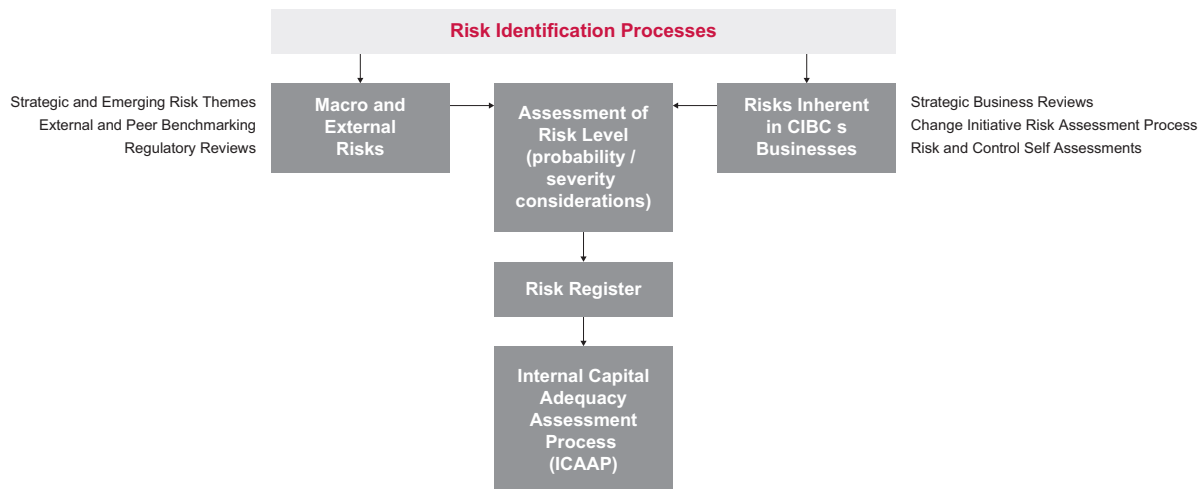 Risk Identification Processes
Strategic and Emerging Risk Themes
External and Peer Benchmarking
Regulatory Reviews
Macro and
External
Risks
Assessment of
Risk Level
(probability /
severity
considerations)
Risks Inherent
in CIBC s
Businesses
Strategic Business Reviews
Change Initiative Risk Assessment Process
Risk and Control Self Assessments
Risk Register
Internal Capital
Adequacy
Assessment
Process
(ICAAP)